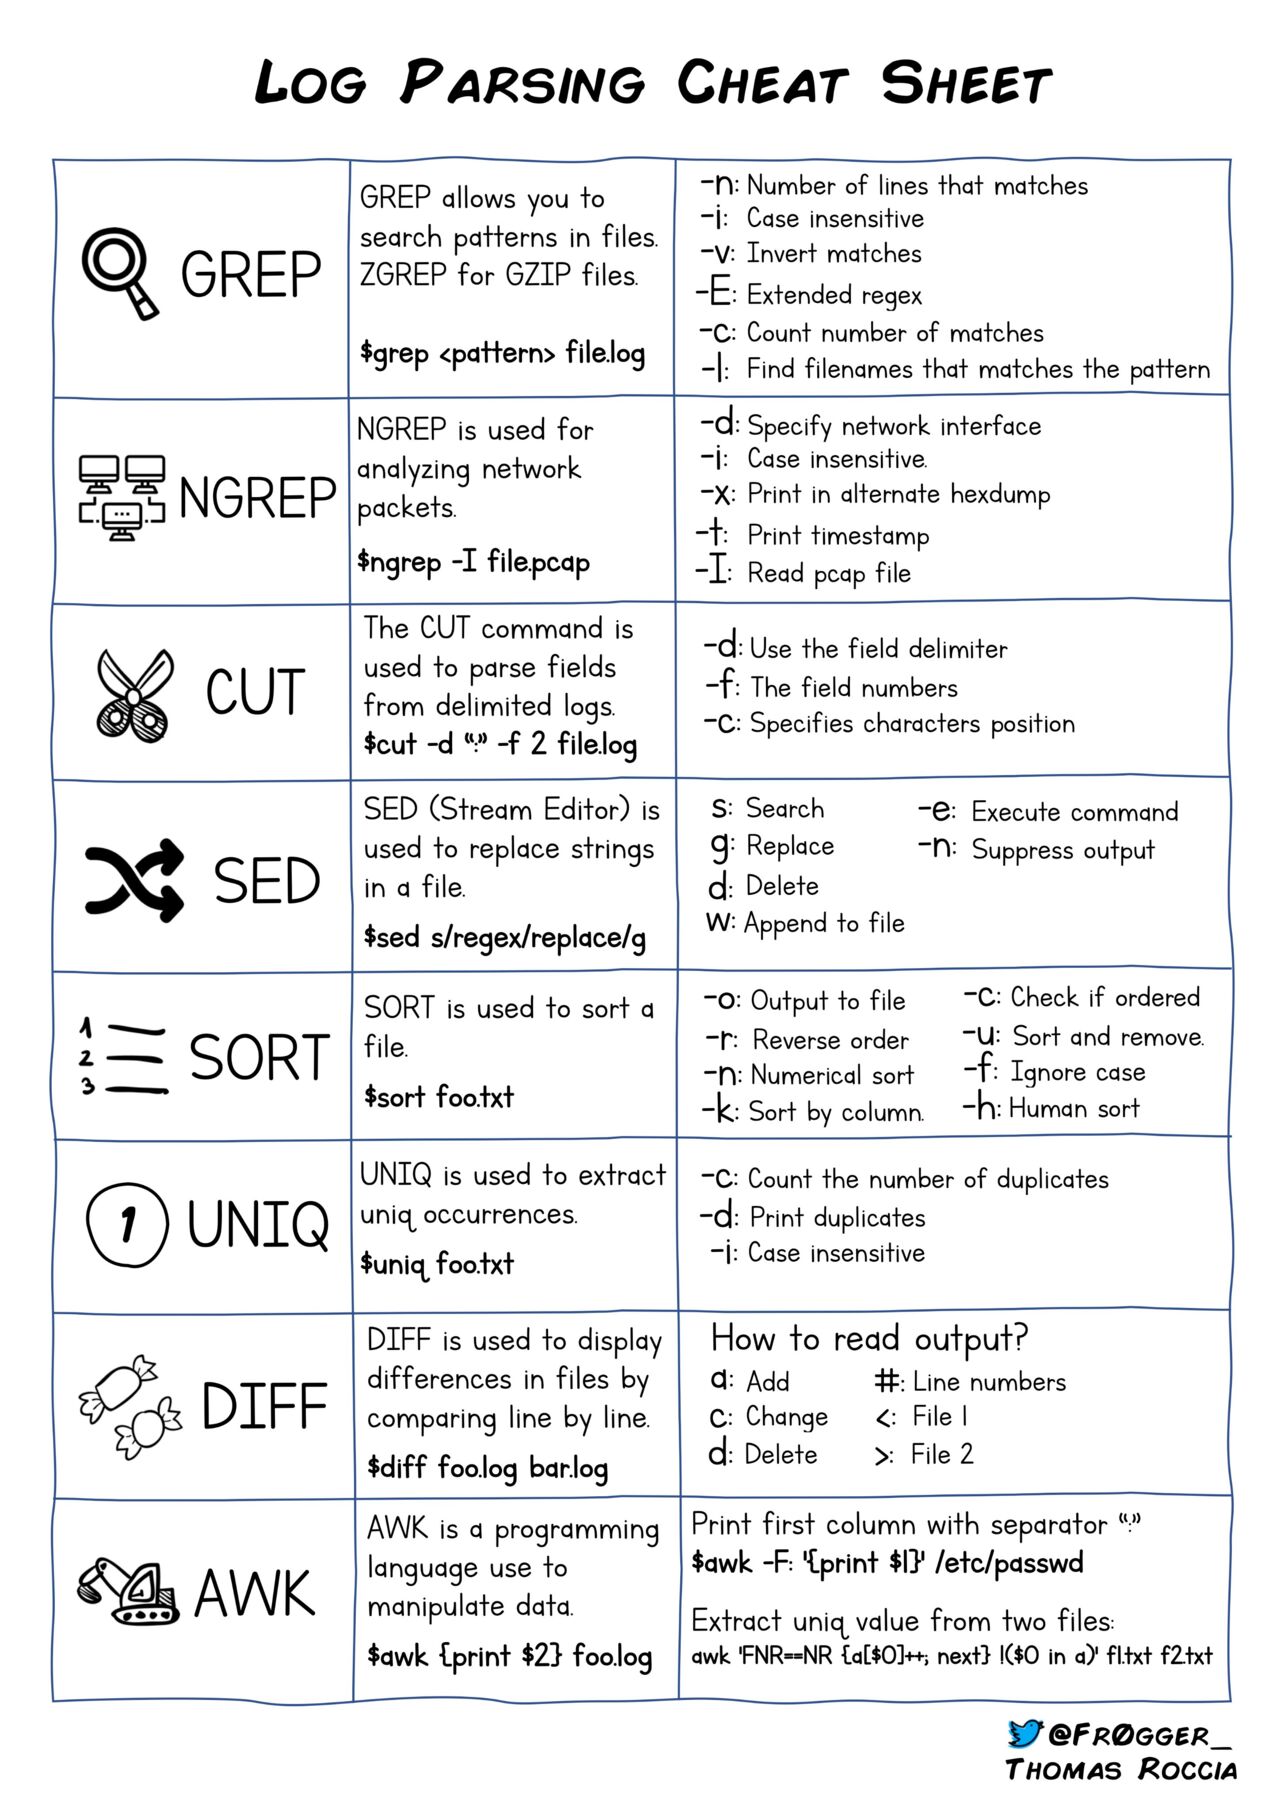 LOG PARSING CHEAT SHEET
GREP
GREP allows you to
search patterns in files.
ZGREP for GZIP files.
$grep <pattern> file.log
-n: Number of lines that matches
-i: Case insensitive
-v: Invert matches
-E: Extended regex
-c: Count number of matches
-l: Find filenames that matches the pattern
NGREP
NGREP is used for
analyzing network
packets.
$ngrep -I file.pcap
-d: Specify network interface
-i: Case insensitive.
-x: Print in alternate hexdump
-t: Print timestamp
-I: Read pcap file
CUT
The CUT command is
used to parse fields
from delimited logs.
$cut -d “:” -f 2 file.log
-d: Use the field delimiter
-f: The field numbers
-c: Specifies characters position
SED
SED (Stream Editor) is
used to replace strings
in a file.
$sed s/regex/replace/g
s: Search
g: Replace
d: Delete
w: Append to file
-e: Execute command
-n: Suppress output
1
2
3
SORT
SORT is used to sort a
file.
$sort foo.txt
-o: Output to file
-r: Reverse order
-n: Numerical sort
-k: Sort by column.
-c: Check if ordered
-u: Sort and remove.
-f: Ignore case
-h: Human sort
1
UNIQ
UNIQ is used to extract
uniq occurrences.
$uniq foo.txt
-c: Count the number of duplicates
-d: Print duplicates
-i: Case insensitive
DIFF
DIFF is used to display
differences in files by
comparing line by line.
$diff foo.log bar.log
How to read output?
a: Add
c: Change
d: Delete
#: Line numbers
<: File 1
>: File 2
AWK
AWK is a programming
language use to
manipulate data.
$awk {print $2} foo.log
Print first column with separator “:”
$awk -F: '{print $1}' /etc/passwd
Extract uniq value from two files:
awk 'FNR==NR {a[$0]++; next} !($0 in a)' f1.txt f2.txt
@FR0GGER_
THOMAS ROCCIA